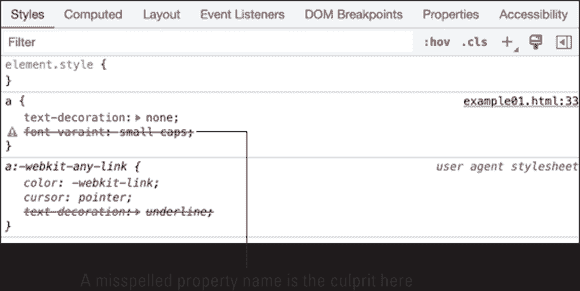 Styles Computed Layout Event Listeners DOM Breakpoints Properties Accessibility
Filter :hov .cls
element.style {
}
a { example01.html:33
text-decoration: none;
font-varaint: small-caps;
}
a:-webkit-any-link { user agent stylesheet
color: -webkit-link;
cursor: pointer;
text-decoration: underline;
}
A misspelled property name is the culprit here